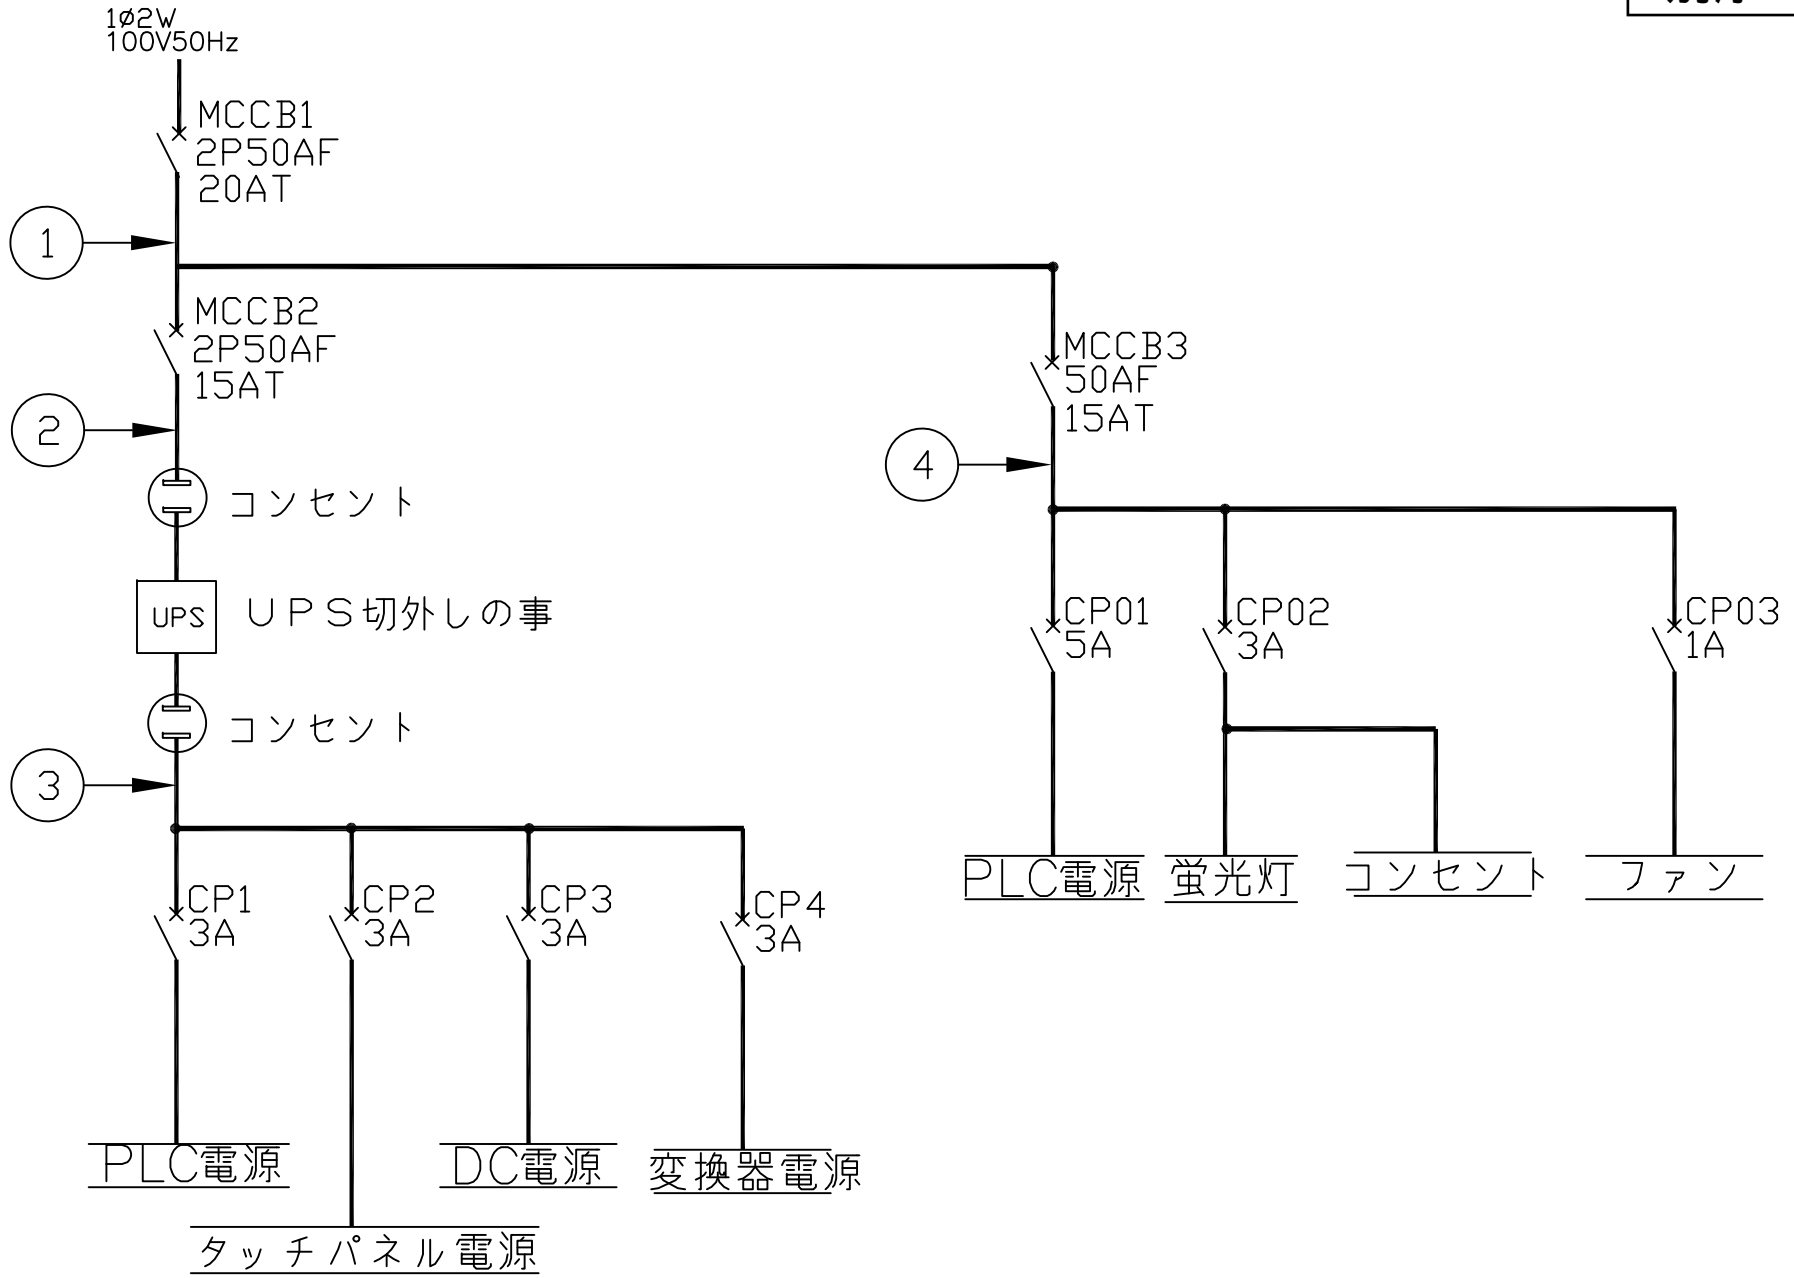 1ø2W
100V50Hz
MCCB1
2P50AF
20AT
1
MCCB2
2P50AF
15AT
2
コンセント
UPS
UPS切外しの事
コンセント
3
MCCB3
50AF
15AT
4
CP01
5A
CP02
3A
CP03
1A
PLC電源
蛍光灯
コンセント
ファン
CP1
3A
CP2
3A
CP3
3A
CP4
3A
PLC電源
DC電源
変換器電源
タッチパネル電源